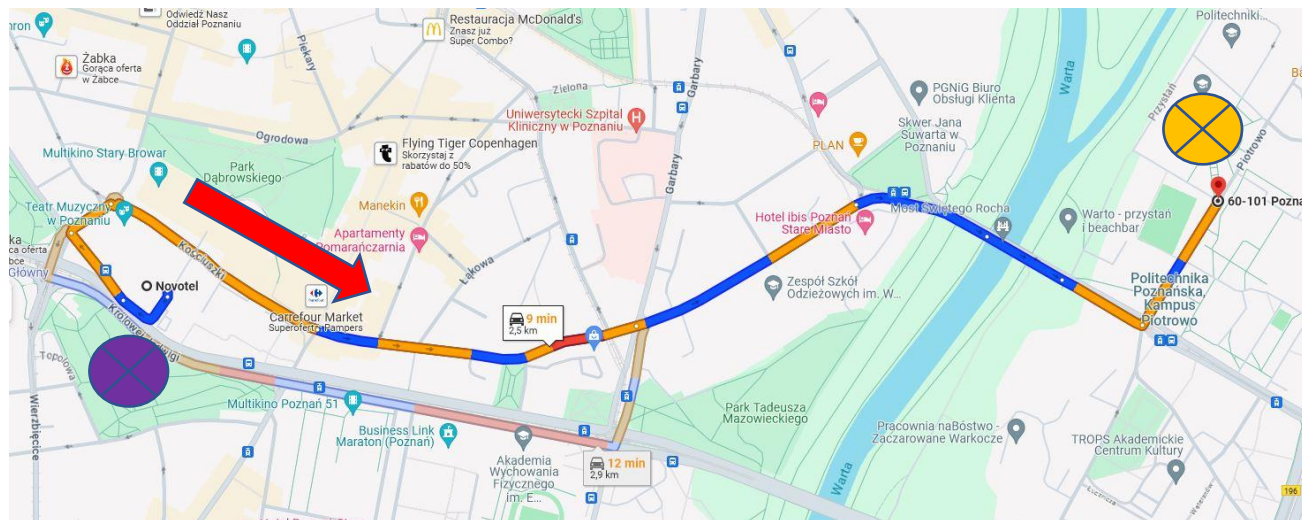 Odwiedź Nas
Oddział Poznaniu
Restauracja McDonald's
Znasz już
Super Combo?
Politechniki...
Piekary
Żabka
Gorąca oferta
w Żabce
Zielona
Garbary
Warta
PGNiG Biuro
Obsługi Klienta
Przystań
Uniwersytecki Szpital
Kliniczny w Poznaniu
H
Skwer Jana
Suwarta w
Poznaniu
Ogrodowa
Flying Tiger Copenhagen
Skorzystaj z
rabatów do 50%
PLAN
Piotrowo
Multikino Stary Browar
Park
Dąbrowskiego
Garbary
Manekin
Teatr Muzyczny
w Poznaniu
60-101 Pozna
Most Świętego Rocha
Hotel ibis Poznań
Stare Miasto
Warto - przystań
i beachbar
Apartamenty
Pomarańczarnia
Kościuszki
Łąkowa
Główny
Novotel
Zespół Szkół
Odzieżowych im. W...
Politechnika
Poznańska,
Kampus
Piotrowo
Carrefour Market
Superoferty Pampers
9 min
2,5 km
Królowej Jadwigi
Topolowa
Wierzbięcice
Multikino Poznań 51
Park Tadeusza
Mazowieckiego
Business Link
Maraton (Poznań)
Pracownia naBóstwo -
Zaczarowane Warkocze
TROPS Akademickie
Centrum Kultury
Akademia
Wychowania
Fizycznego
im. E...
12 min
2,9 km
Warta
196